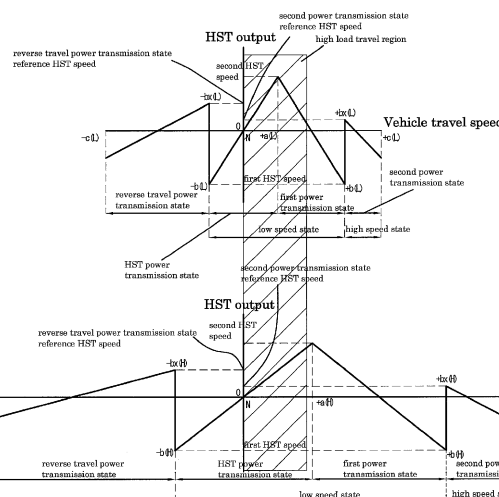 second power transmission state
reference HST speed
HST output
high load travel region
reverse travel power transmission state
reference HST speed
second HST
speed
-bx(L)
+bx(L)
Vehicle travel speed
-c(L)
0
N
+a(L)
+c(L)
second power
transmission state
-b(L)
first HST speed
+b(L)
reverse travel power
transmission state
first power
transmission state
low speed state
high speed state
HST power
transmission state
second power transmission state
reference HST speed
HST output
reverse travel power transmission state
reference HST speed
second HST
speed
-bx(H)
+bx(H)
0
N
+a(H)
-b(H)
first HST speed
+b(H)
reverse travel power
transmission state
HST power
transmission state
first power
transmission state
second pow
transmiss
low speed state
high speed